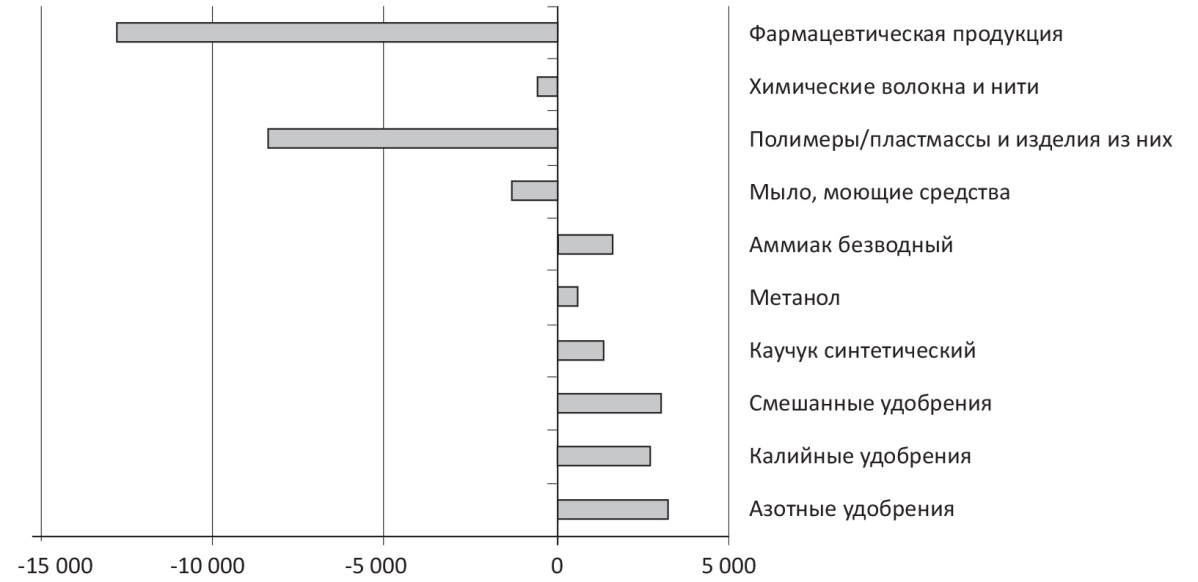 Фармацевтическая продукция
Химические волокна и нити
Полимеры/пластмассы и изделия из них
Мыло, моющие средства
Аммиак безводный
Метанол
Каучук синтетический
Смешанные удобрения
Калийные удобрения
Азотные удобрения
-15 000 -10 000 -5 000 0 5 000